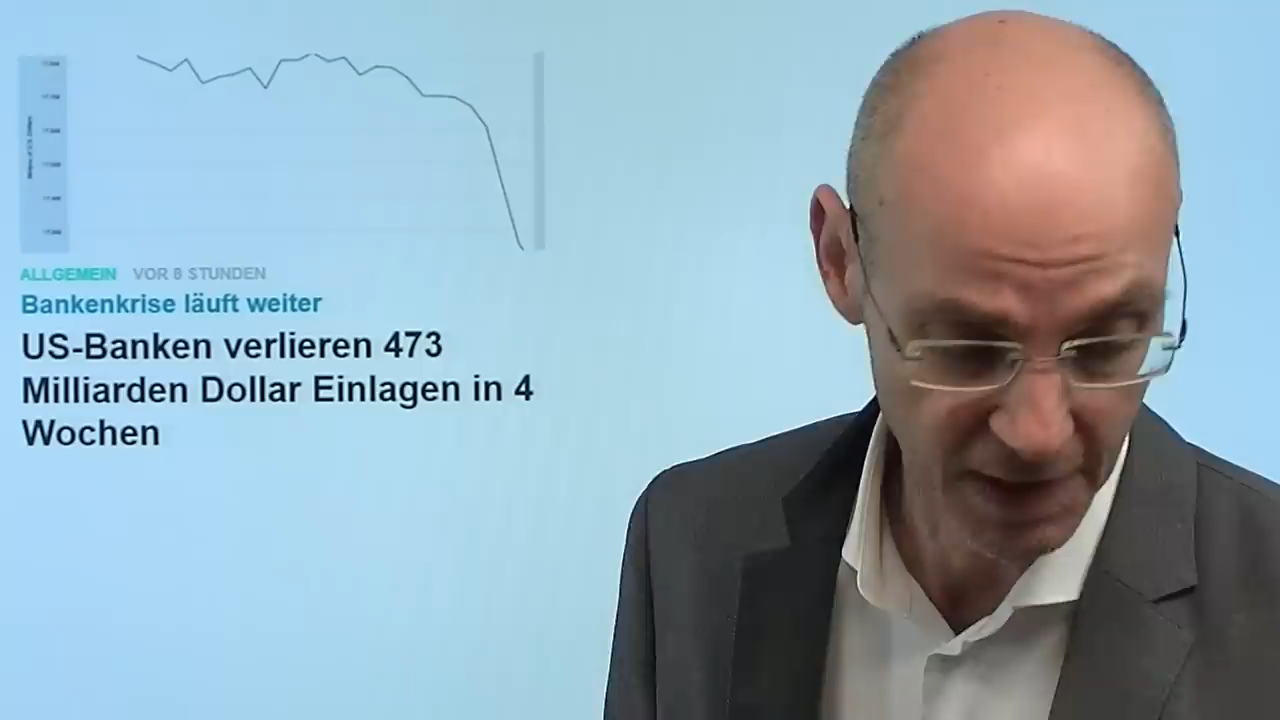 ALLGEMEIN VOR 8 STUNDEN
Bankenkrise läuft weiter
US-Banken verlieren 473
Milliarden Dollar Einlagen in 4
Wochen